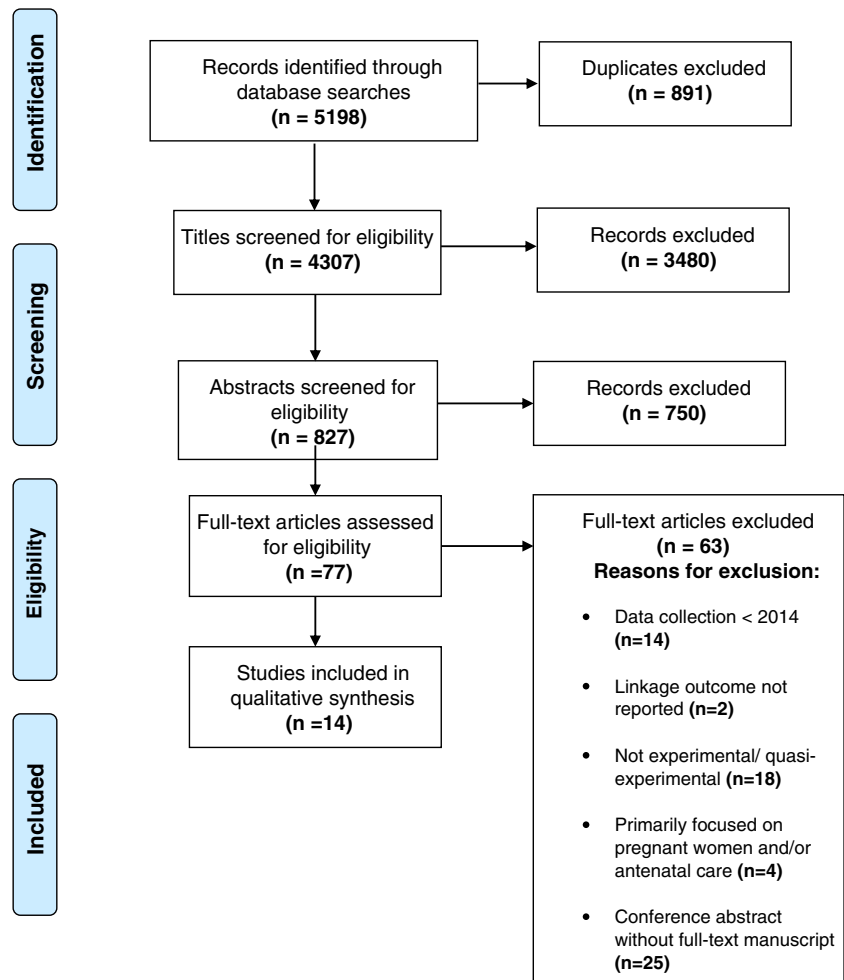 Identification
Records identified through
database searches
(n = 5198)
Duplicates excluded
(n = 891)
Screening
Titles screened for eligibility
(n = 4307)
Records excluded
(n = 3480)
Abstracts screened for
eligibility
(n = 827)
Records excluded
(n = 750)
Eligibility
Full-text articles assessed
for eligibility
(n =77)
Full-text articles excluded
(n = 63)
Reasons for exclusion:
• Data collection < 2014
(n=14)
• Linkage outcome not
reported (n=2)
• Not experimental/ quasi-
experimental (n=18)
• Primarily focused on
pregnant women and/or
antenatal care (n=4)
• Conference abstract
without full-text manuscript
(n=25)
Included
Studies included in
qualitative synthesis
(n =14)